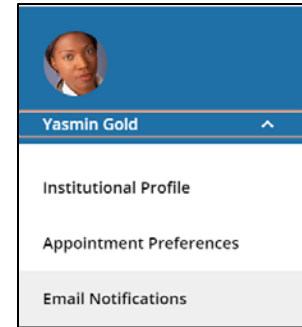 Yasmin Gold
Institutional Profile
Appointment Preferences
Email Notifications